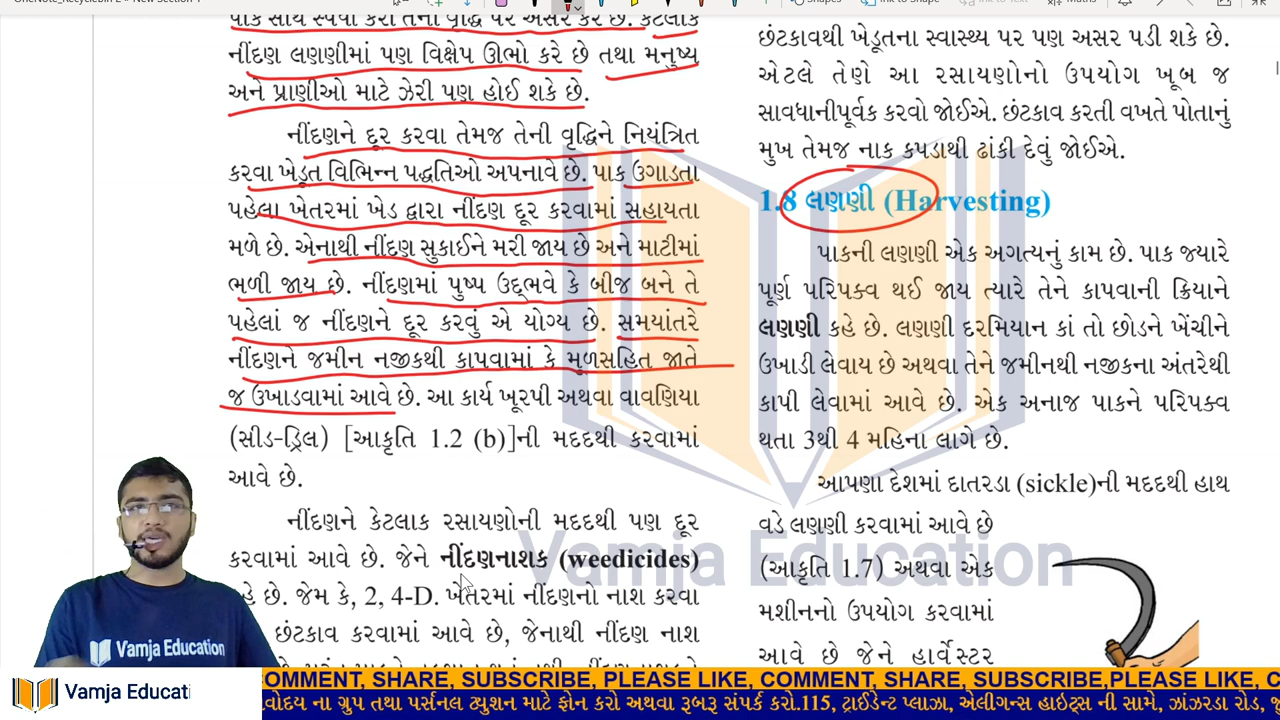 પાક સાથે સ્પર્ધા કરી તેની વૃદ્ધિ પર અસર કરે છે. કેટલાક
નીંદણ લણણીમાં પણ વિક્ષેપ ઊભો કરે છે તથા મનુષ્ય
અને પ્રાણીઓ માટે ઝેરી પણ હોઈ શકે છે.
નીંદણને દૂર કરવા તેમજ તેની વૃદ્ધિને નિયંત્રિત
કરવા ખેડૂત વિભિન્ન પદ્ધતિઓ અપનાવે છે. પાક ઉગાડતા
પહેલા ખેતરમાં ખેડ દ્વારા નીંદણ દૂર કરવામાં સહાયતા
મળે છે. એનાથી નીંદણ સુકાઈને મરી જાય છે અને માટીમાં
ભળી જાય છે. નીંદણમાં પુષ્પ ઉદ્ભવે કે બીજ બને તે
પહેલાં જ નીંદણને દૂર કરવું એ યોગ્ય છે. સમયાંતરે
નીંદણને જમીન નજીકથી કાપવામાં કે મૂળસહિત જાતે
જ ઉખાડવામાં આવે છે. આ કાર્ય ખૂરપી અથવા વાવણિયા
(સીડ-ડ્રિલ) [આકૃતિ 1.2 (b)]ની મદદથી કરવામાં
આવે છે.
નીંદણને કેટલાક રસાયણોની મદદથી પણ દૂર
કરવામાં આવે છે. જેને નીંદણનાશક (weedicides)
છે. જેમ કે, 2, 4-D. ખેતરમાં નીંદણનો નાશ કરવા
છંટકાવ કરવામાં આવે છે, જેનાથી નીંદણ નાશ
છંટકાવથી ખેડૂતના સ્વાસ્થ્ય પર પણ અસર પડી શકે છે.
એટલે તેણે આ રસાયણોનો ઉપયોગ ખૂબ જ
સાવધાનીપૂર્વક કરવો જોઈએ. છંટકાવ કરતી વખતે પોતાનું
મુખ તેમજ નાક કપડાથી ઢાંકી દેવું જોઈએ.
1.8 લણણી (Harvesting)
પાકની લણણી એક અગત્યનું કામ છે. પાક જ્યારે
પૂર્ણ પરિપક્વ થઈ જાય ત્યારે તેને કાપવાની ક્રિયાને
લણણી કહે છે. લણણી દરમિયાન કાં તો છોડને ખેંચીને
ઉખાડી લેવાય છે અથવા તેને જમીનથી નજીકના અંતરેથી
કાપી લેવામાં આવે છે. એક અનાજ પાકને પરિપક્વ
થતા 3થી 4 મહિના લાગે છે.
આપણા દેશમાં દાતરડા (sickle)ની મદદથી હાથ
વડે લણણી કરવામાં આવે છે
(આકૃતિ 1.7) અથવા એક
મશીનનો ઉપયોગ કરવામાં
આવે છે જેને હાર્વેસ્ટર
Vamja Education
Vamja Education
Vamja Educati
COMMENT, SHARE, SUBSCRIBE, PLEASE LIKE, COMMENT, SHARE, SUBSCRIBE,PLEASE LIKE, C
ના ગ્રુપ તથા પર્સનલ ટ્યુશન માટે ફોન કરો અથવા રૂબરૂ સંપર્ક કરો.115, ટ્રાઈડેન્ટ પ્લાઝા, એલીગન્સ હાઇટ્સ ની સામે, ઝાંઝરડા રોડ,